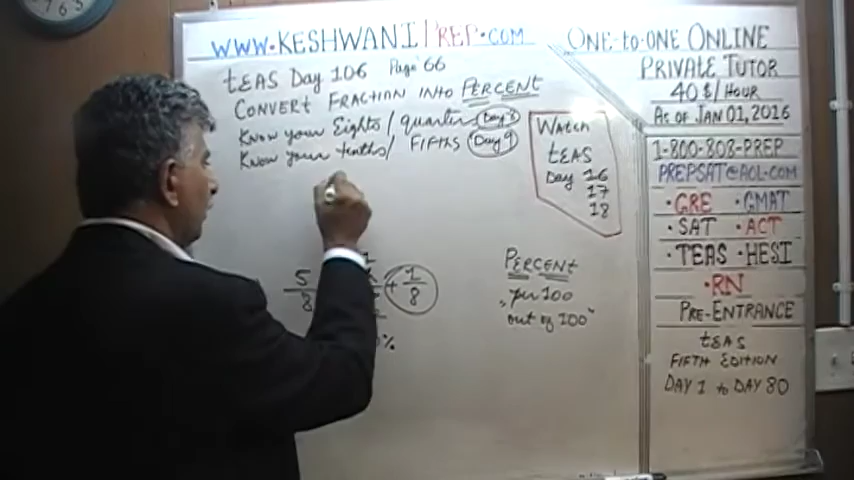 WWW.KESHWANIPREP.COM
TEAS Day 106 Page 66
CONVERT FRACTION INTO PERCENT
Know your Eights/quarters Day 8
Know your tenths/ FIFTHS Day 9
WATCH
TEAS
Day 16
17
18
5
8
+ 1
8
%
PERCENT
"per 100
out of 100"
ONE-to-ONE ONLINE
PRIVATE TUTOR
40 $/HOUR
AS OF JAN 01, 2016
1-800-808-PREP
PREPSAT@AOL.COM
• GRE • GMAT
• SAT • ACT
• TEAS • HESI
• RN
PRE-ENTRANCE
TEAS
FIFTH EDITION
DAY 1 to DAY 80